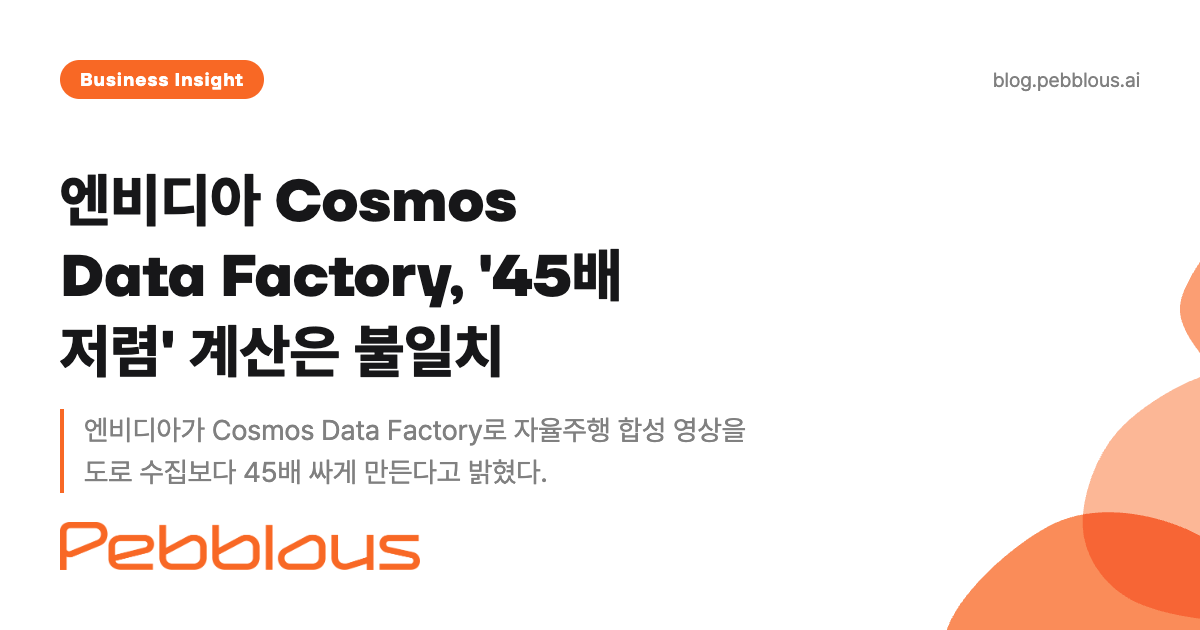 Business Insight
blog.pebblous.ai
엔비디아 Cosmos
Data Factory, '45배
저렴' 계산은 불일치
엔비디아가 Cosmos Data Factory로 자율주행 합성 영상을
도로 수집보다 45배 싸게 만든다고 밝혔다.
Pebblous